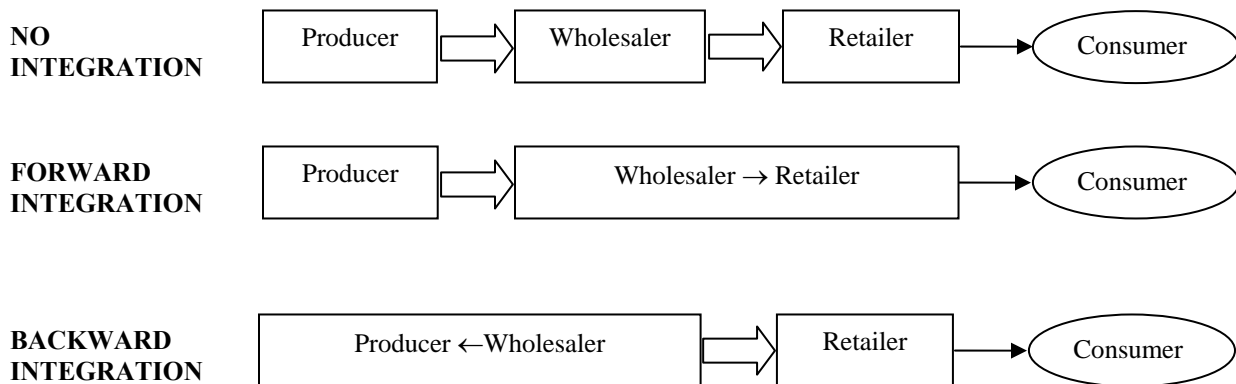 NO
INTEGRATION
Producer
Wholesaler
Retailer
Consumer
FORWARD
INTEGRATION
Producer
Wholesaler → Retailer
Consumer
BACKWARD
INTEGRATION
Producer ←Wholesaler
Retailer
Consumer